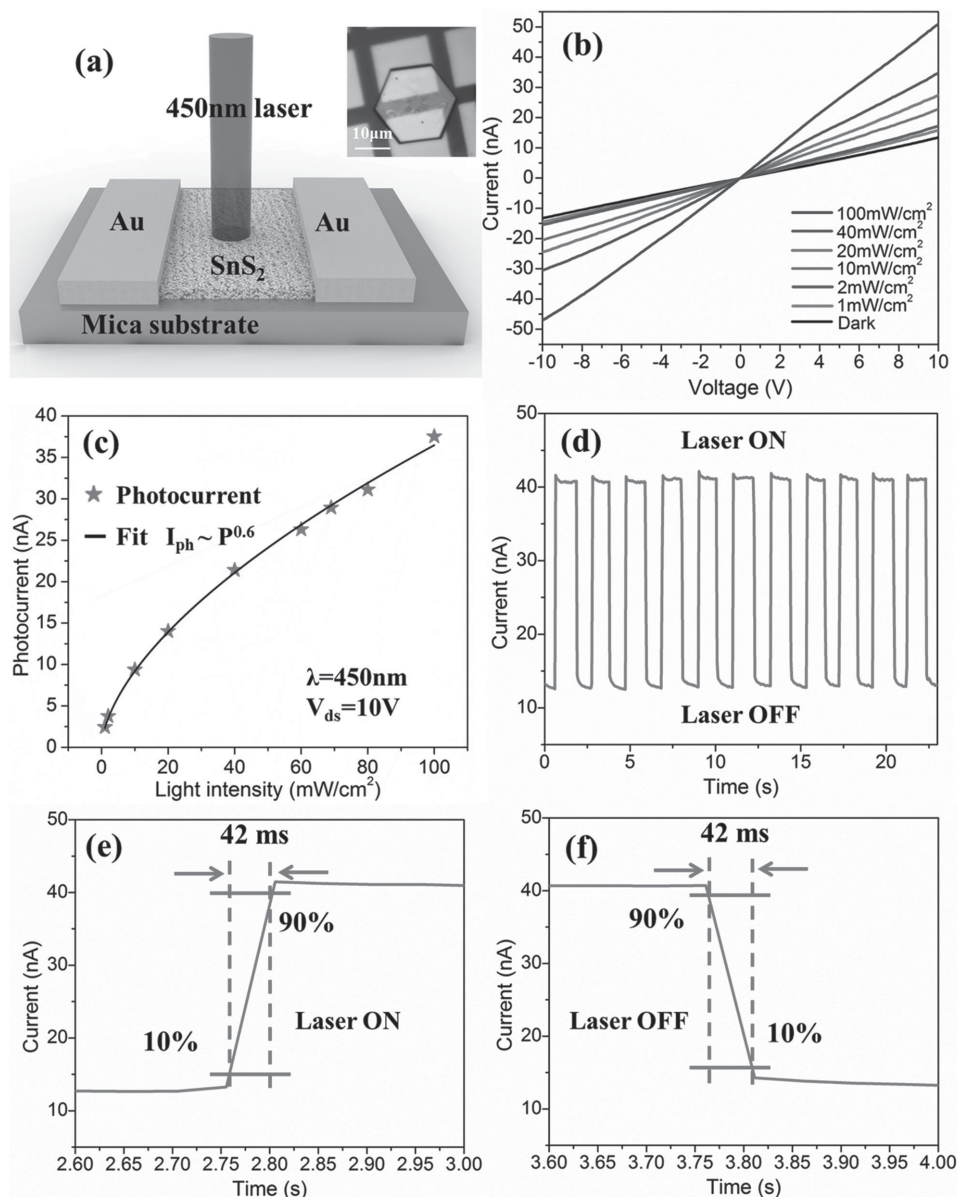 (a)
450nm laser
10μm
Au
Au
SnS₂
Mica substrate
(b)
Current (nA)
50
40
30
20
10
0
-10
-20
-30
-40
-50
100mW/cm²
40mW/cm²
20mW/cm²
10mW/cm²
2mW/cm²
1mW/cm²
Dark
-10 -8 -6 -4 -2 0 2 4 6 8 10
Voltage (V)
(c)
Photocurrent (nA)
40
35
30
25
20
15
10
5
0
Photocurrent
Fit Iₚₕ ~ P⁰·⁶
λ=450nm
V_ds=10V
0 20 40 60 80 100
Light intensity (mW/cm²)
(d)
Current (nA)
50
40
30
20
10
Laser ON
Laser OFF
0 5 10 15 20
Time (s)
(e)
42 ms
Current (nA)
50
40
30
20
10
90%
10%
Laser ON
2.60 2.65 2.70 2.75 2.80 2.85 2.90 2.95 3.00
Time (s)
(f)
42 ms
Current (nA)
50
40
30
20
10
90%
Laser OFF
10%
3.60 3.65 3.70 3.75 3.80 3.85 3.90 3.95 4.00
Time (s)